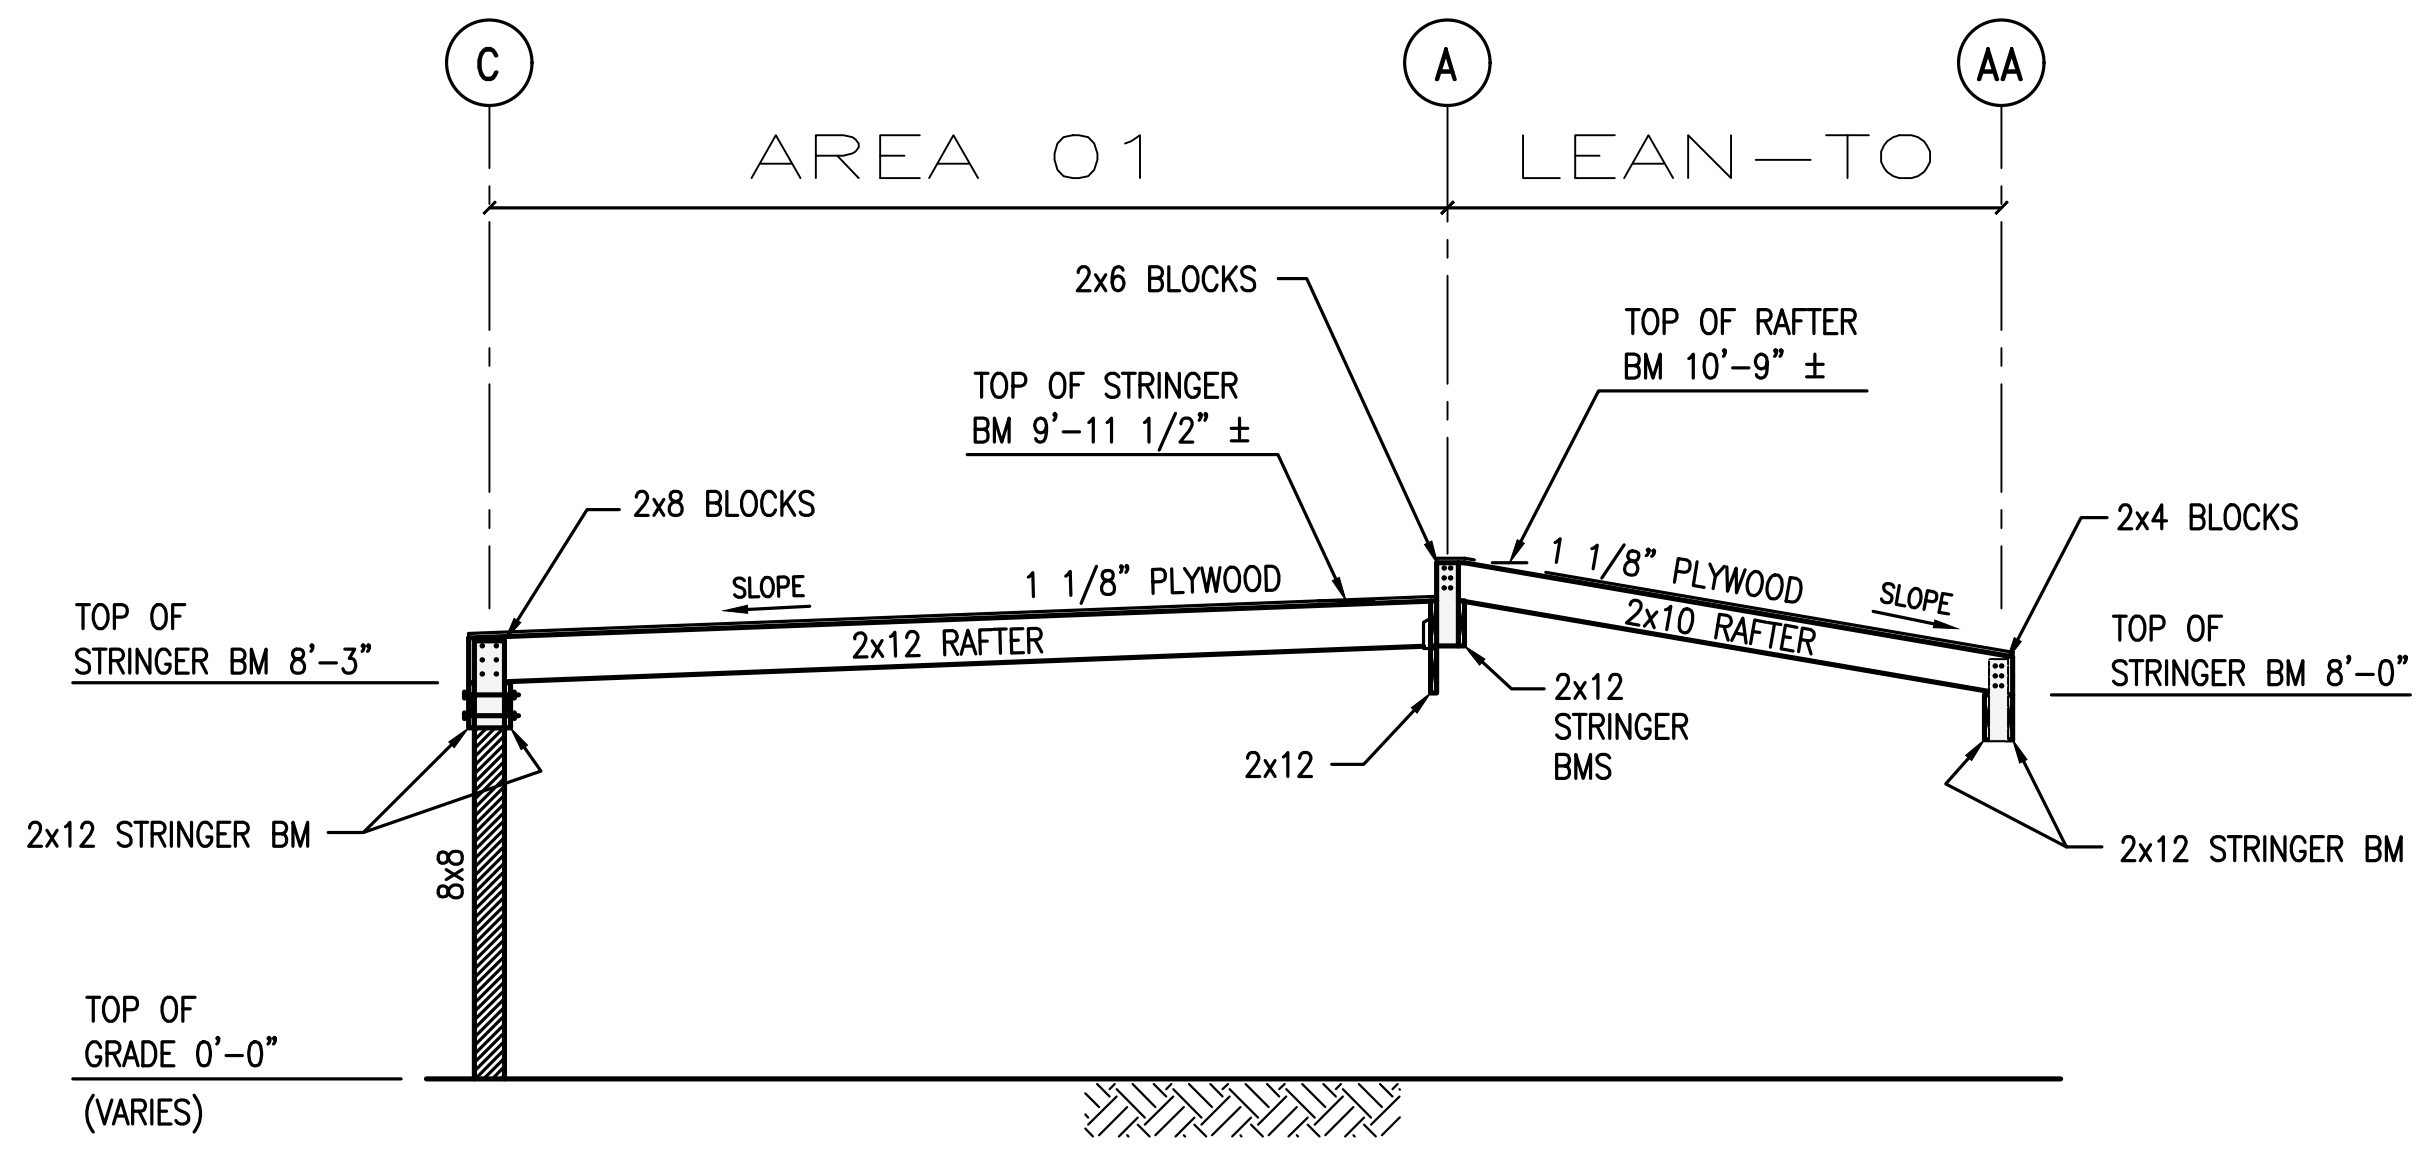 C
A
AA
AREA 01
LEAN-TO
2x6 BLOCKS
TOP OF RAFTER
BM 10'-9" ±
TOP OF STRINGER
BM 9'-11 1/2" ±
2x8 BLOCKS
2x4 BLOCKS
SLOPE
1 1/8" PLYWOOD
1 1/8" PLYWOOD
SLOPE
TOP OF
STRINGER BM 8'-3"
2x12 RAFTER
2x10 RAFTER
TOP OF
STRINGER BM 8'-0"
2x12
STRINGER
BMS
2x12
2x12 STRINGER BM
2x12 STRINGER BM
8x8
TOP OF
GRADE 0'-0"
(VARIES)